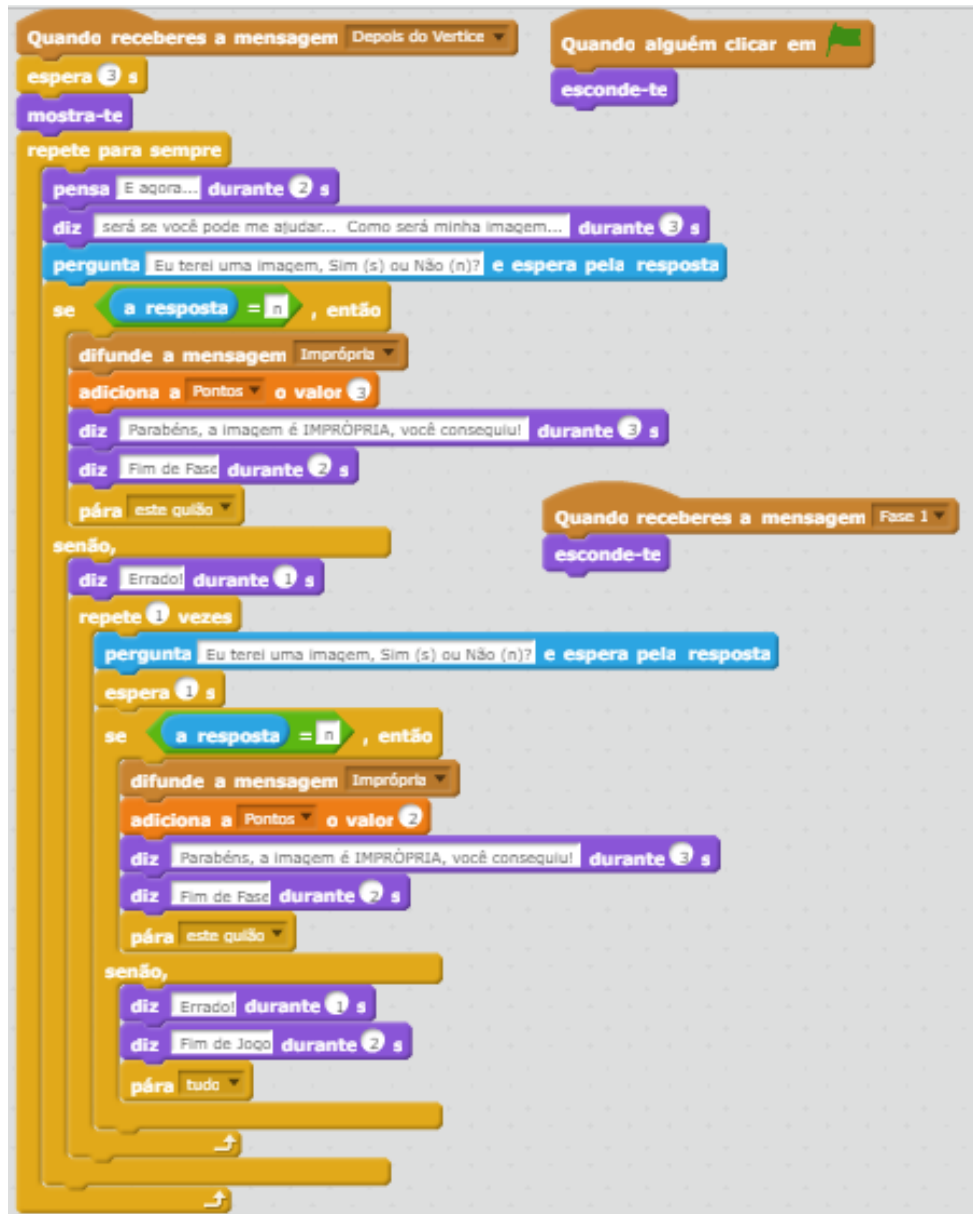 Quando receberes a mensagem Depois do Vertice
espera 3 s
mostra-te
repete para sempre
pensa E agora... durante 2 s
diz será se você pode me ajudar... Como será minha imagem... durante 3 s
pergunta Eu terei uma imagem, Sim (s) ou Não (n)? e espera pela resposta
se a resposta = n , então
difunde a mensagem Imprópria
adiciona a Pontos o valor 3
diz Parabéns, a imagem é IMPRÒPRIA, você conseguiu! durante 3 s
diz Fim de Fase durante 2 s
pára este guião
senão,
diz Errado! durante 1 s
repete 1 vezes
pergunta Eu terei uma imagem, Sim (s) ou Não (n)? e espera pela resposta
espera 1 s
se a resposta = n , então
difunde a mensagem Imprópria
adiciona a Pontos o valor 2
diz Parabéns, a imagem é IMPRÒPRIA, você conseguiu! durante 3 s
diz Fim de Fase durante 2 s
pára este guião
senão,
diz Errado! durante 1 s
diz Fim de Jogo durante 2 s
pára tudo
Quando alguém clicar em
esconde-te
Quando receberes a mensagem Fase 1
esconde-te